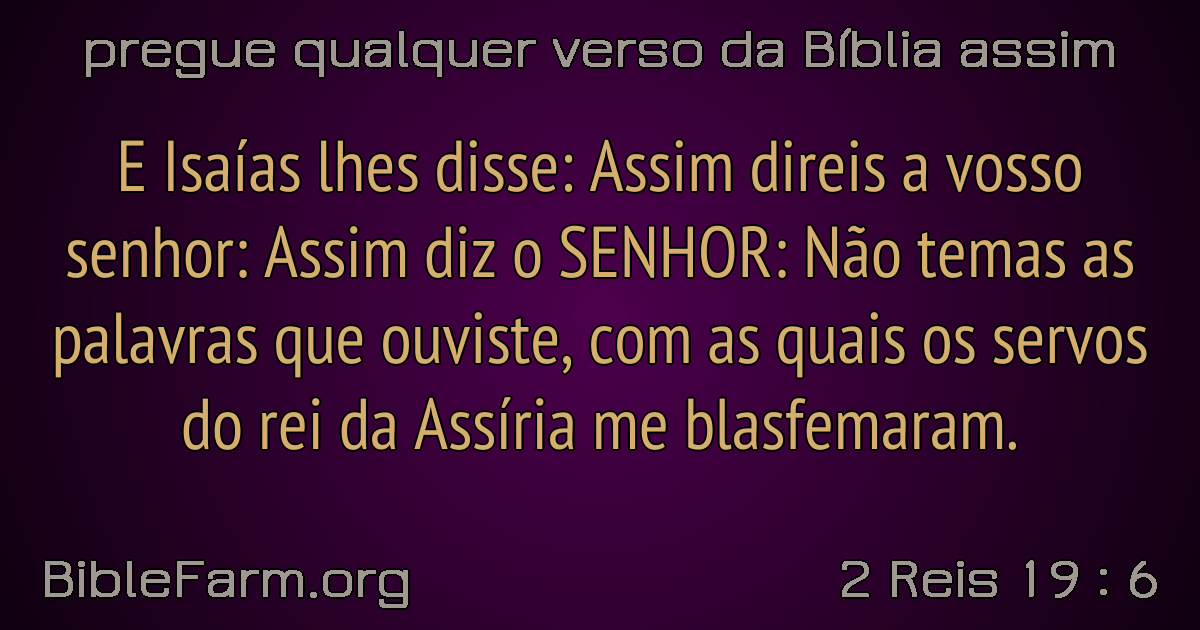 pregue qualquer verso da Bíblia assim
E Isaías lhes disse: Assim direis a vosso
senhor: Assim diz o SENHOR: Não temas as
palavras que ouviste, com as quais os servos
do rei da Assíria me blasfemaram.
BibleFarm.org
2 Reis 19 : 6